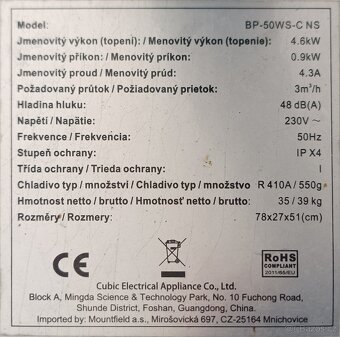 Model: BP-50WS-C NS
Jmenovitý výkon (topení) / Menovitý výkon (topenie) 4.6kW
Jmenovitý příkon / Menovitý príkon 0.9kW
Jmenovitý proud / Menovitý prúd 4.3A
Požadovaný průtok / Požiadovaný prietok 3m³/h
Hladina hluku: 48 dB(A)
Napětí / Napätie: 230V ~
Frekvence / Frekvencia: 50Hz
Stupeň ochrany: IP X4
Třída ochrany / Trieda ochrany I
Chladivo typ / množství / Chladivo typ / množstvo R 410A / 550g
Hmotnost netto / brutto / Hmotnosť netto / brutto 35 / 39 kg
Rozměry / Rozmery: 78x27x51(cm)
CE
RoHS
COMPLIANT
2011/65/EU
Cubic Electrical Appliance Co., Ltd.
Block A, Mingda Science & Technology Park, No. 10 Fuchong Road,
Shunde District, Foshan, Guangdong, China
Imported by: Mountfield a.s., Mirošovická 697, CZ-25164 Mnichovice